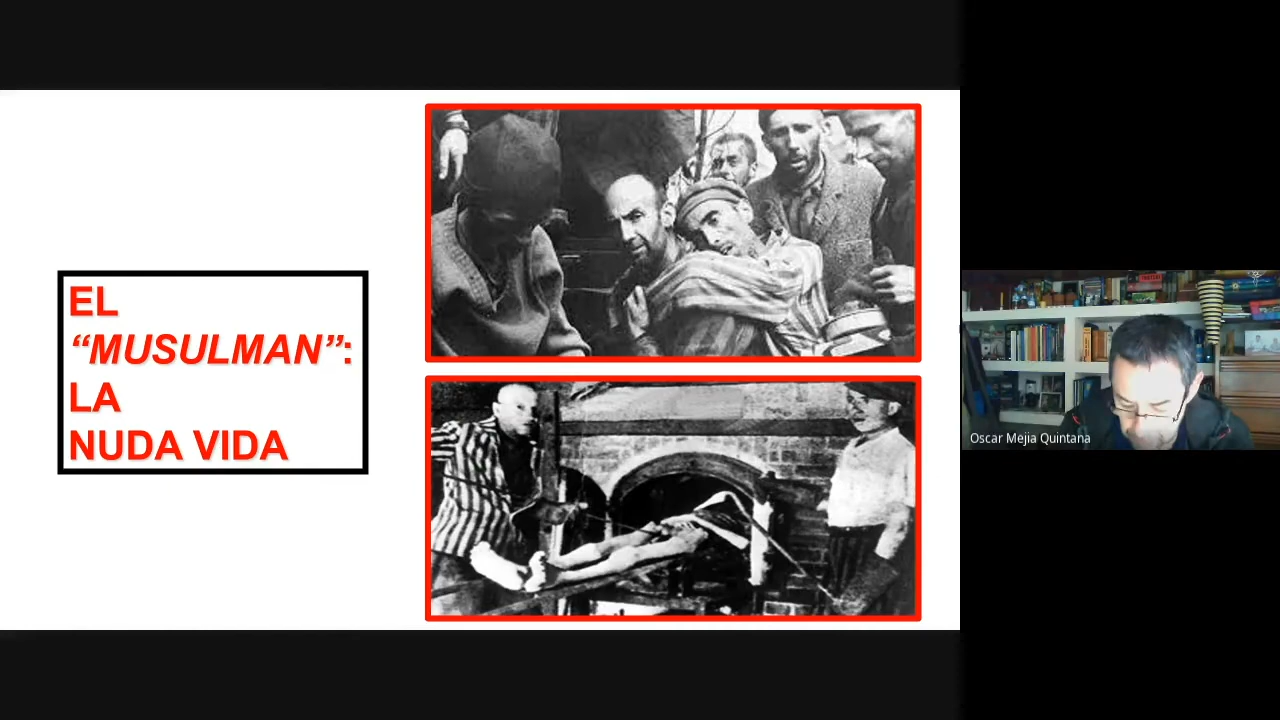 EL
“MUSULMAN”:
LA
NUDA VIDA
Oscar Mejia Quintana